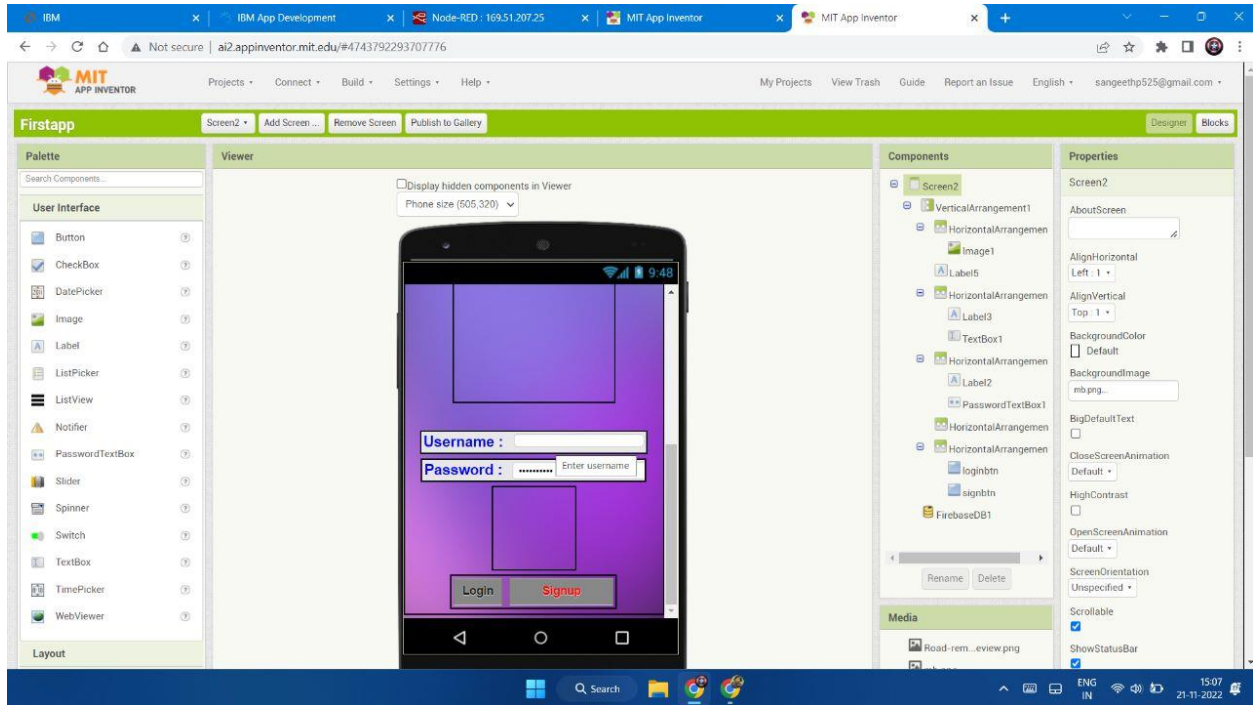 IBM
IBM App Development
Node-RED : 169.51.207.25
MIT App Inventor
MIT App Inventor
Not secure | ai2.appinventor.mit.edu/#4743792293707776
MIT
APP INVENTOR
Projects
Connect
Build
Settings
Help
My Projects
View Trash
Guide
Report an Issue
English
sangeethp525@gmail.com
Firstapp
Screen2
Add Screen ...
Remove Screen
Publish to Gallery
Designer
Blocks
Palette
Search Components...
User Interface
Button
CheckBox
DatePicker
Image
Label
ListPicker
ListView
Notifier
PasswordTextBox
Slider
Spinner
Switch
TextBox
TimePicker
WebViewer
Layout
Viewer
Display hidden components in Viewer
Phone size (505,320)
9:48
Username :
Enter username
Password : ••••••••••
Login
Signup
Components
Screen2
VerticalArrangement1
HorizontalArrangemen
Image1
Label5
HorizontalArrangemen
Label3
TextBox1
HorizontalArrangemen
Label2
PasswordTextBox1
HorizontalArrangemen
HorizontalArrangemen
loginbtn
signbtn
FirebaseDB1
Rename
Delete
Media
Road-rem...eview.png
Properties
Screen2
AboutScreen
AlignHorizontal
Left : 1
AlignVertical
Top : 1
BackgroundColor
Default
BackgroundImage
mb.png...
BigDefaultText
CloseScreenAnimation
Default
HighContrast
OpenScreenAnimation
Default
ScreenOrientation
Unspecified
Scrollable
ShowStatusBar
Search
ENG
IN
15:07
21-11-2022